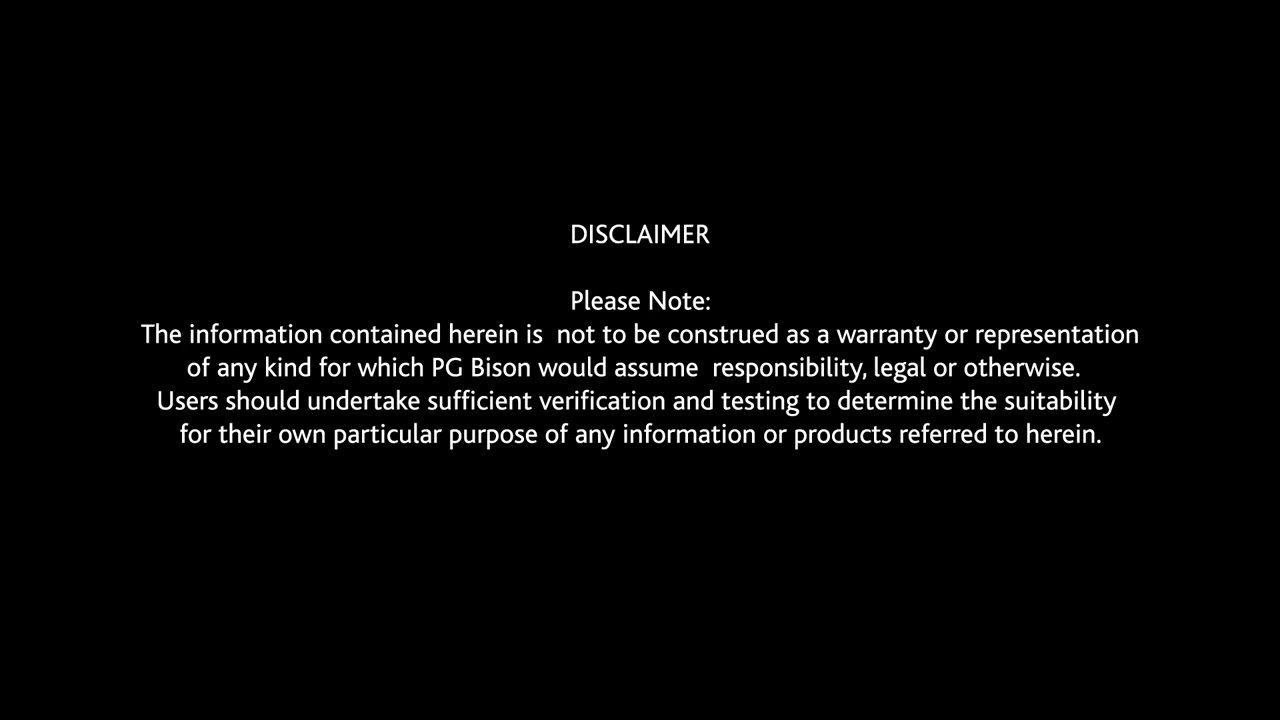 DISCLAIMER
Please Note:
The information contained herein is  not to be construed as a warranty or representation
of any kind for which PG Bison would assume  responsibility, legal or otherwise.
Users should undertake sufficient verification and testing to determine the suitability
for their own particular purpose of any information or products referred to herein.